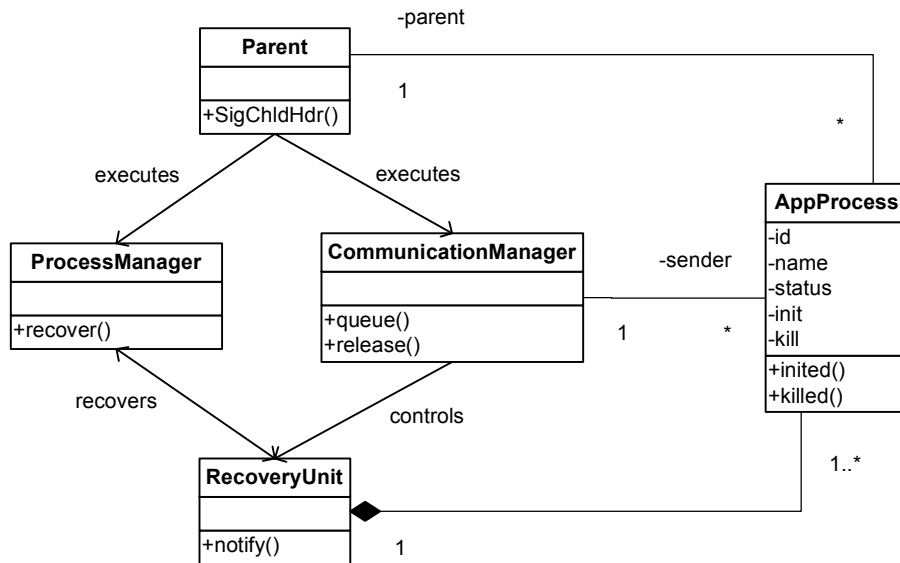 -parent
Parent
1
+SigChldHdr()
*
executes
executes
AppProcess
-id
-name
-status
-init
-kill
+inited()
+killed()
ProcessManager
+recover()
CommunicationManager
+queue()
+release()
-sender
1
*
recovers
controls
1..*
RecoveryUnit
+notify()
1